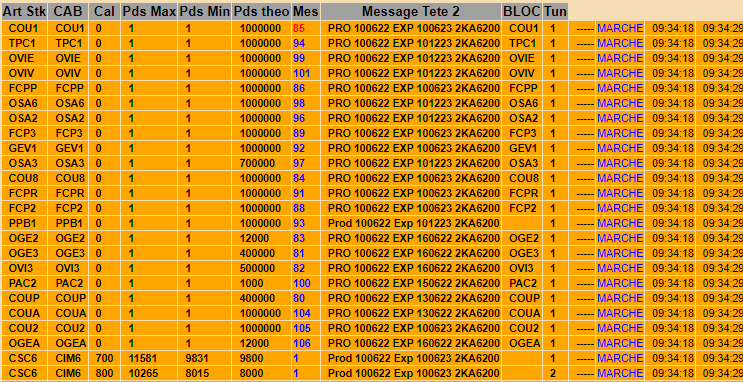 Art Stk CAB Cal Pds Max Pds Min Pds theo Mes Message Tete 2 BLOC Tun
COU1 COU1 0 1 1 1000000 85 PRO 100622 EXP 100623 2KA6200 COU1 1 ----- MARCHE 09:34:18 09:34:29
TPC1 TPC1 0 1 1 1000000 94 PRO 100622 EXP 101223 2KA6200 TPC1 1 ----- MARCHE 09:34:18 09:34:29
OVIE OVIE 0 1 1 1000000 99 PRO 100622 EXP 101223 2KA6200 OVIE 1 ----- MARCHE 09:34:18 09:34:29
OVIV OVIV 0 1 1 1000000 101 PRO 100622 EXP 101223 2KA6200 OVIV 1 ----- MARCHE 09:34:18 09:34:29
FCPP FCPP 0 1 1 1000000 86 PRO 100622 EXP 100623 2KA6200 FCPP 1 ----- MARCHE 09:34:18 09:34:29
OSA6 OSA6 0 1 1 1000000 98 PRO 100622 EXP 101223 2KA6200 OSA6 1 ----- MARCHE 09:34:18 09:34:29
OSA2 OSA2 0 1 1 1000000 96 PRO 100622 EXP 101223 2KA6200 OSA2 1 ----- MARCHE 09:34:18 09:34:29
FCP3 FCP3 0 1 1 1000000 89 PRO 100622 EXP 100623 2KA6200 FCP3 1 ----- MARCHE 09:34:18 09:34:29
GEV1 GEV1 0 1 1 1000000 92 PRO 100622 EXP 100623 2KA6200 GEV1 1 ----- MARCHE 09:34:18 09:34:29
OSA3 OSA3 0 1 1 700000 97 PRO 100622 EXP 101223 2KA6200 OSA3 1 ----- MARCHE 09:34:18 09:34:29
COU8 COU8 0 1 1 1000000 84 PRO 100622 EXP 100623 2KA6200 COU8 1 ----- MARCHE 09:34:18 09:34:29
FCPR FCPR 0 1 1 1000000 91 PRO 100622 EXP 100623 2KA6200 FCPR 1 ----- MARCHE 09:34:18 09:34:29
FCP2 FCP2 0 1 1 1000000 88 PRO 100622 EXP 100623 2KA6200 FCP2 1 ----- MARCHE 09:34:18 09:34:29
PPB1 PPB1 0 1 1 1000000 93 Prod 100622 Exp 101223 2KA6200 1 ----- MARCHE 09:34:18 09:34:29
OGE2 OGE2 0 1 1 12000 83 PRO 100622 EXP 160622 2KA6200 OGE2 1 ----- MARCHE 09:34:18 09:34:29
OGE3 OGE3 0 1 1 400000 81 PRO 100622 EXP 160622 2KA6200 OGE3 1 ----- MARCHE 09:34:18 09:34:29
OVI3 OVI3 0 1 1 500000 82 PRO 100622 EXP 150622 2KA6200 OVI3 1 ----- MARCHE 09:34:18 09:34:29
PAC2 PAC2 0 1 1 1000 100 PRO 100622 EXP 150622 2KA6200 PAC2 1 ----- MARCHE 09:34:18 09:34:29
COUP COUP 0 1 1 400000 80 PRO 100622 EXP 130622 2KA6200 COUP 1 ----- MARCHE 09:34:18 09:34:29
COUA COUA 0 1 1 1000000 104 PRO 100622 EXP 130622 2KA6200 COUA 1 ----- MARCHE 09:34:18 09:34:29
COU2 COU2 0 1 1 1000000 105 PRO 100622 EXP 100623 2KA6200 COU2 1 ----- MARCHE 09:34:18 09:34:29
OGEA OGEA 0 1 1 12000 106 PRO 100622 EXP 160622 2KA6200 OGEA 1 ----- MARCHE 09:34:18 09:34:29
CSC6 CIM6 700 11581 9831 9800 1 Prod 100622 Exp 100623 2KA6200 1 ----- MARCHE 09:34:18 09:34:29
CSC6 CIM6 800 10265 8015 8000 1 Prod 100622 Exp 100623 2KA6200 2 ----- MARCHE 09:34:18 09:34:29